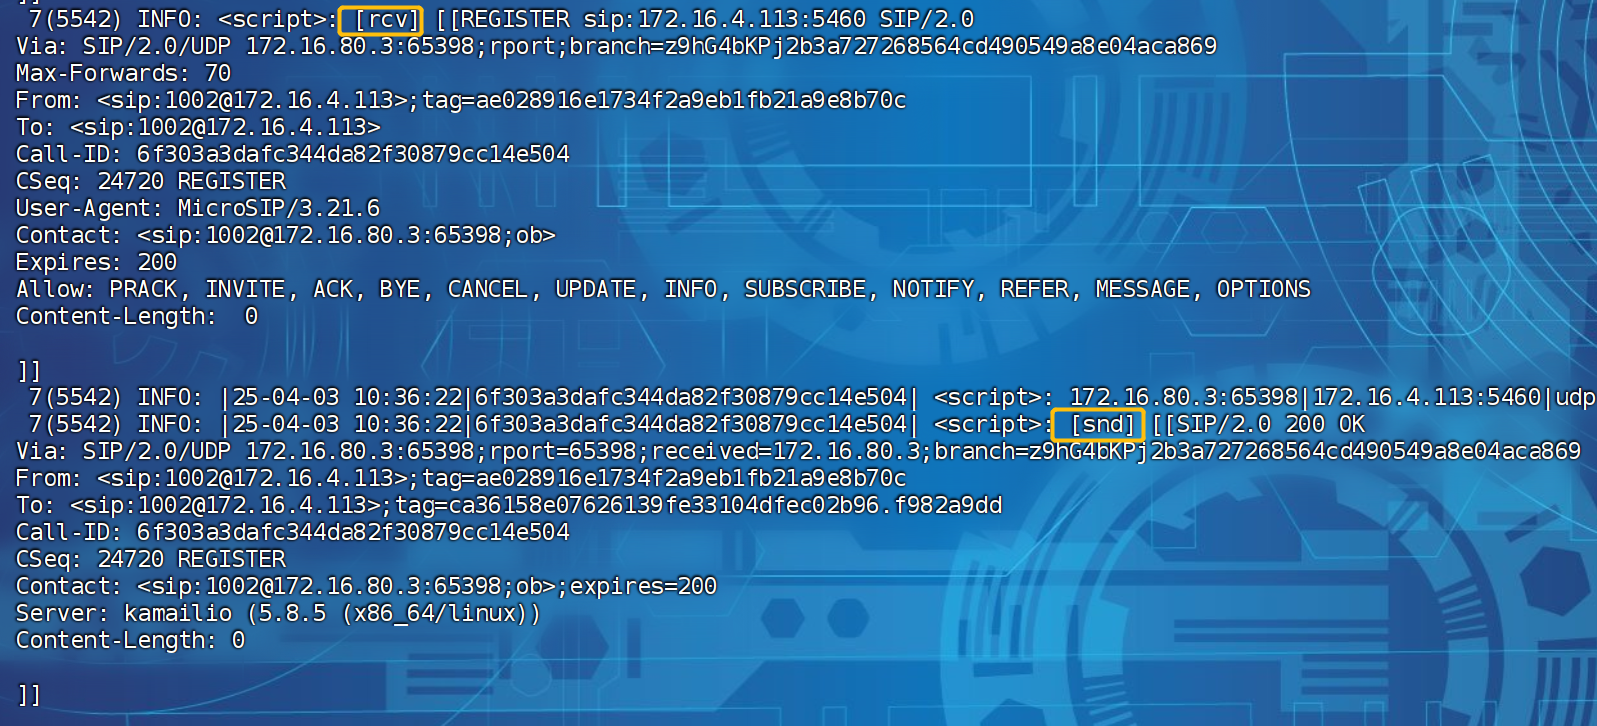 ]]
7(5542) INFO: <script>: [rcv] [[REGISTER sip:172.16.4.113:5460 SIP/2.0
Via: SIP/2.0/UDP 172.16.80.3:65398;rport;branch=z9hG4bKPj2b3a727268564cd490549a8e04aca869
Max-Forwards: 70
From: <sip:1002@172.16.4.113>;tag=ae028916e1734f2a9eb1fb21a9e8b70c
To: <sip:1002@172.16.4.113>
Call-ID: 6f303a3dafc344da82f30879cc14e504
CSeq: 24720 REGISTER
User-Agent: MicroSIP/3.21.6
Contact: <sip:1002@172.16.80.3:65398;ob>
Expires: 200
Allow: PRACK, INVITE, ACK, BYE, CANCEL, UPDATE, INFO, SUBSCRIBE, NOTIFY, REFER, MESSAGE, OPTIONS
Content-Length:  0
]]
7(5542) INFO: |25-04-03 10:36:22|6f303a3dafc344da82f30879cc14e504| <script>: 172.16.80.3:65398|172.16.4.113:5460|udp
7(5542) INFO: |25-04-03 10:36:22|6f303a3dafc344da82f30879cc14e504| <script>: [snd] [[SIP/2.0 200 OK
Via: SIP/2.0/UDP 172.16.80.3:65398;rport=65398;received=172.16.80.3;branch=z9hG4bKPj2b3a727268564cd490549a8e04aca869
From: <sip:1002@172.16.4.113>;tag=ae028916e1734f2a9eb1fb21a9e8b70c
To: <sip:1002@172.16.4.113>;tag=ca36158e07626139fe33104dfec02b96.f982a9dd
Call-ID: 6f303a3dafc344da82f30879cc14e504
CSeq: 24720 REGISTER
Contact: <sip:1002@172.16.80.3:65398;ob>;expires=200
Server: kamailio (5.8.5 (x86_64/linux))
Content-Length: 0
]]